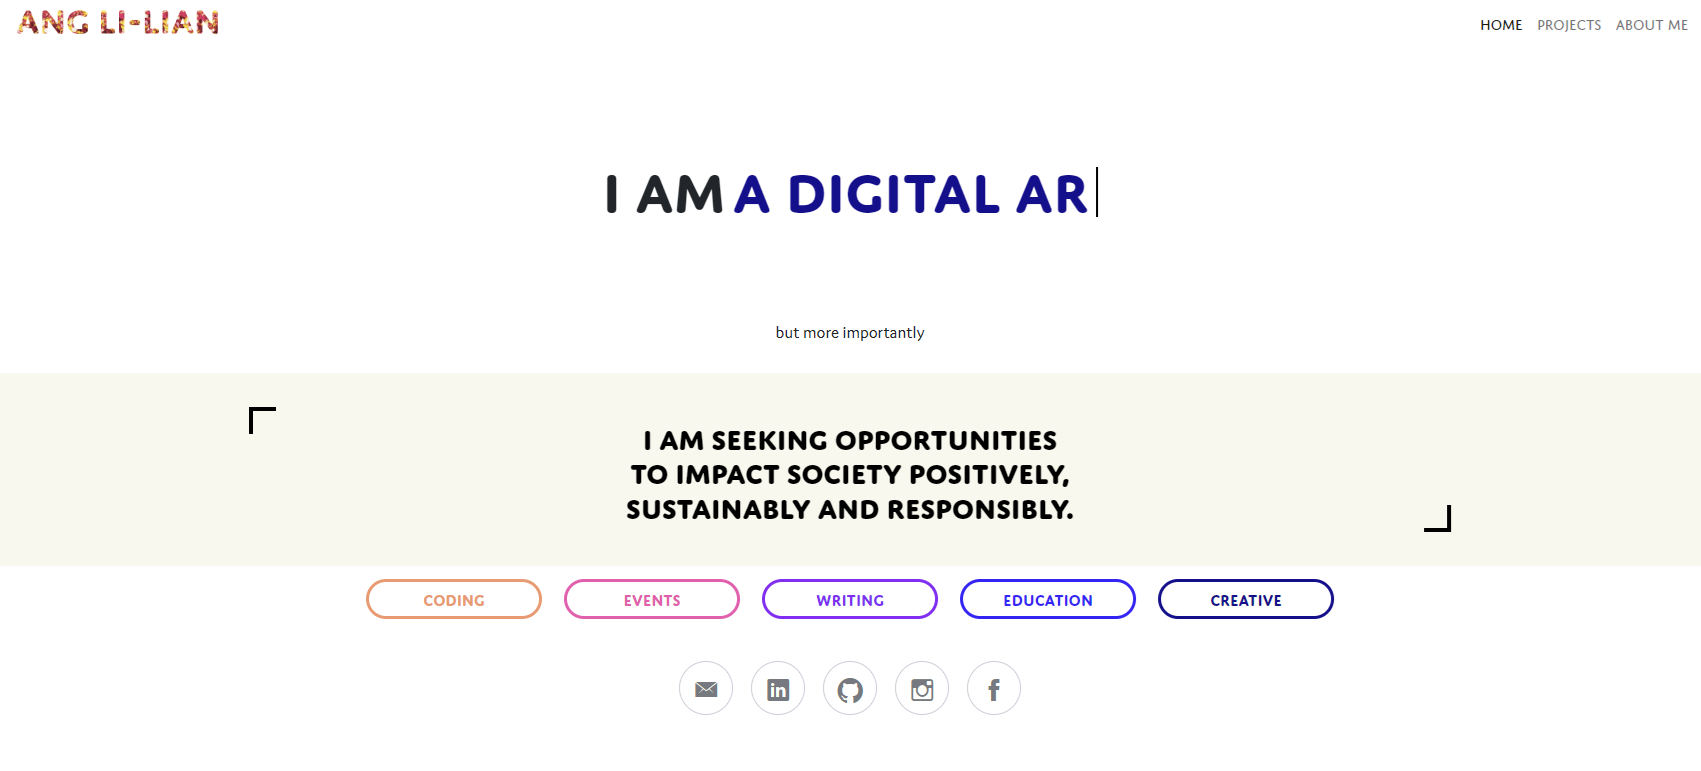 ANG LI-LIAN
HOME PROJECTS ABOUT ME
I AM A DIGITAL AR
but more importantly
I AM SEEKING OPPORTUNITIES
TO IMPACT SOCIETY POSITIVELY,
SUSTAINABLY AND RESPONSIBLY.
CODING EVENTS WRITING EDUCATION CREATIVE